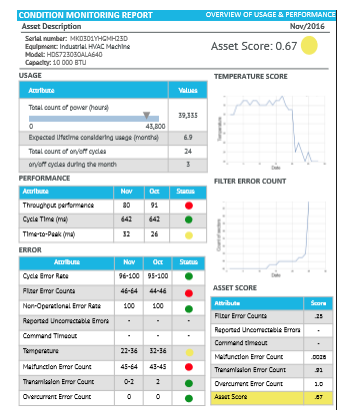 CONDITION MONITORING REPORT
OVERVIEW OF USAGE & PERFORMANCE
Asset Description
Nov/2016
Serial number: MK0301YHGMH23D
Equipment: Industrial HVAC Machine
Model: HDS723030ALA640
Capacity: 10 000 BTU
Asset Score: 0.67
USAGE
Attribute Values
Total count of power (hours)
0 43,800
39,335
Expected lifetime considering usage (months) 6.9
Total count of on/off cycles 24
on/off cycles during the month 3
PERFORMANCE
Attribute Nov Oct Status
Throughput performance 80 91
Cycle Time (ms) 642 642
Time-to-Peak (ms) 32 26
ERROR
Attribute Nov Oct Status
Cycle Error Rate 96-100 95-100
Filter Error Counts 46-64 44-46
Non-Operational Error Rate 100 100
Reported Uncorrectable Errors - -
Command Timeout - -
Temperature 22-36 32-36
Malfunction Error Count 45-64 43-45
Transmission Error Count 0-2 2
Overcurrent Error Count 0 0
TEMPERATURE SCORE
Date
FILTER ERROR COUNT
Date
ASSET SCORE
Attribute Score
Filter Error Counts .25
Reported Uncorrectable Errors -
Command timeout -
Malfunction Error Count .0026
Transmission Error Count .91
Overcurrent Error Count 1.0
Asset Score .67